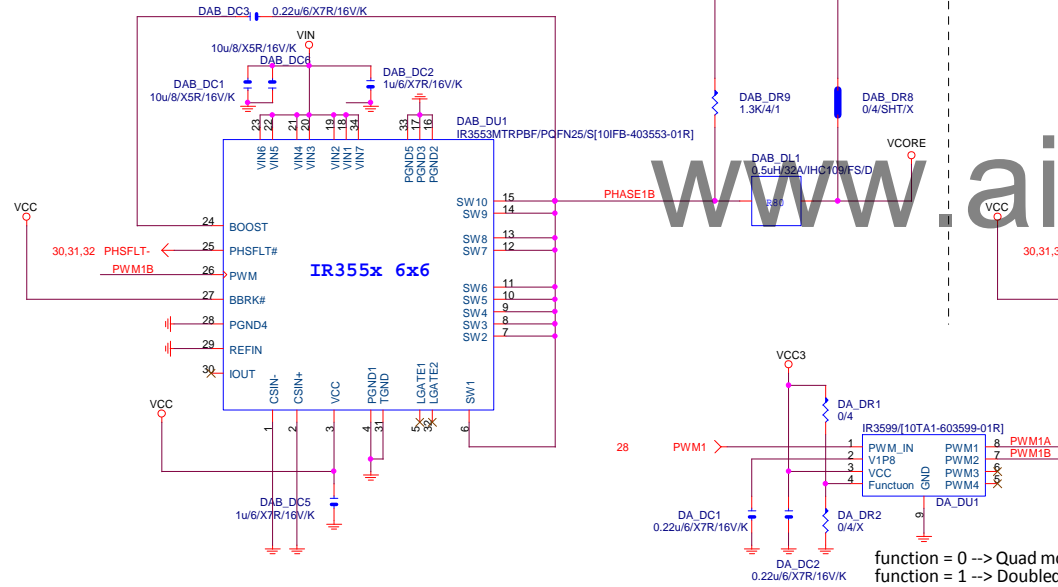 DAB_DC3
0.22u/6/X7R/16V/K
VIN
10u/8/X5R/16V/K
DAB_DC6
DAB_DC1
10u/8/X5R/16V/K
DAB_DC2
1u/6/X7R/16V/K
DAB_DU1
IR3553MTRPBF/PQFN25/S[10IFB-403553-01R]
23 22 21 20 19 18 34 33 17 16
VIN6 VIN5 VIN4 VIN3 VIN2 VIN1 VIN7 PGND5 PGND3 PGND2
DAB_DR9
1.3K/4/1
DAB_DR8
0/4/SHT/X
VCORE
DAB_DL1
0.5uH/32A/IHC109/FS/D
R80
PHASE1B
www.ai
VCC
30,31,3
VCC
24 BOOST
30,31,32 PHSFLT-
25 PHSFLT#
PWM1B
26 PWM
27 BBRK#
28 PGND4
29 REFIN
30 IOUT
IR355x 6x6
SW10 15
SW9 14
SW8 13
SW7 12
SW6 11
SW5 10
SW4 9
SW3 8
SW2 7
CSIN- CSIN+ VCC PGND1 TGND LGATE1 LGATE2 SW1
1 2 3 4 31 5 32 6
VCC
DAB_DC5
1u/6/X7R/16V/K
VCC3
DA_DR1
0/4
IR3599/[10TA1-603599-01R]
28 PWM1
1 PWM_IN
2 V1P8
3 VCC
4 Functuon
GND
9
PWM1 8 PWM1A
PWM2 7 PWM1B
PWM3 6
PWM4 5
DA_DU1
DA_DC1
0.22u/6/X7R/16V/K
DA_DR2
0/4/X
DA_DC2
0.22u/6/X7R/16V/K
function = 0 --> Quad mo
function = 1 --> Doubled